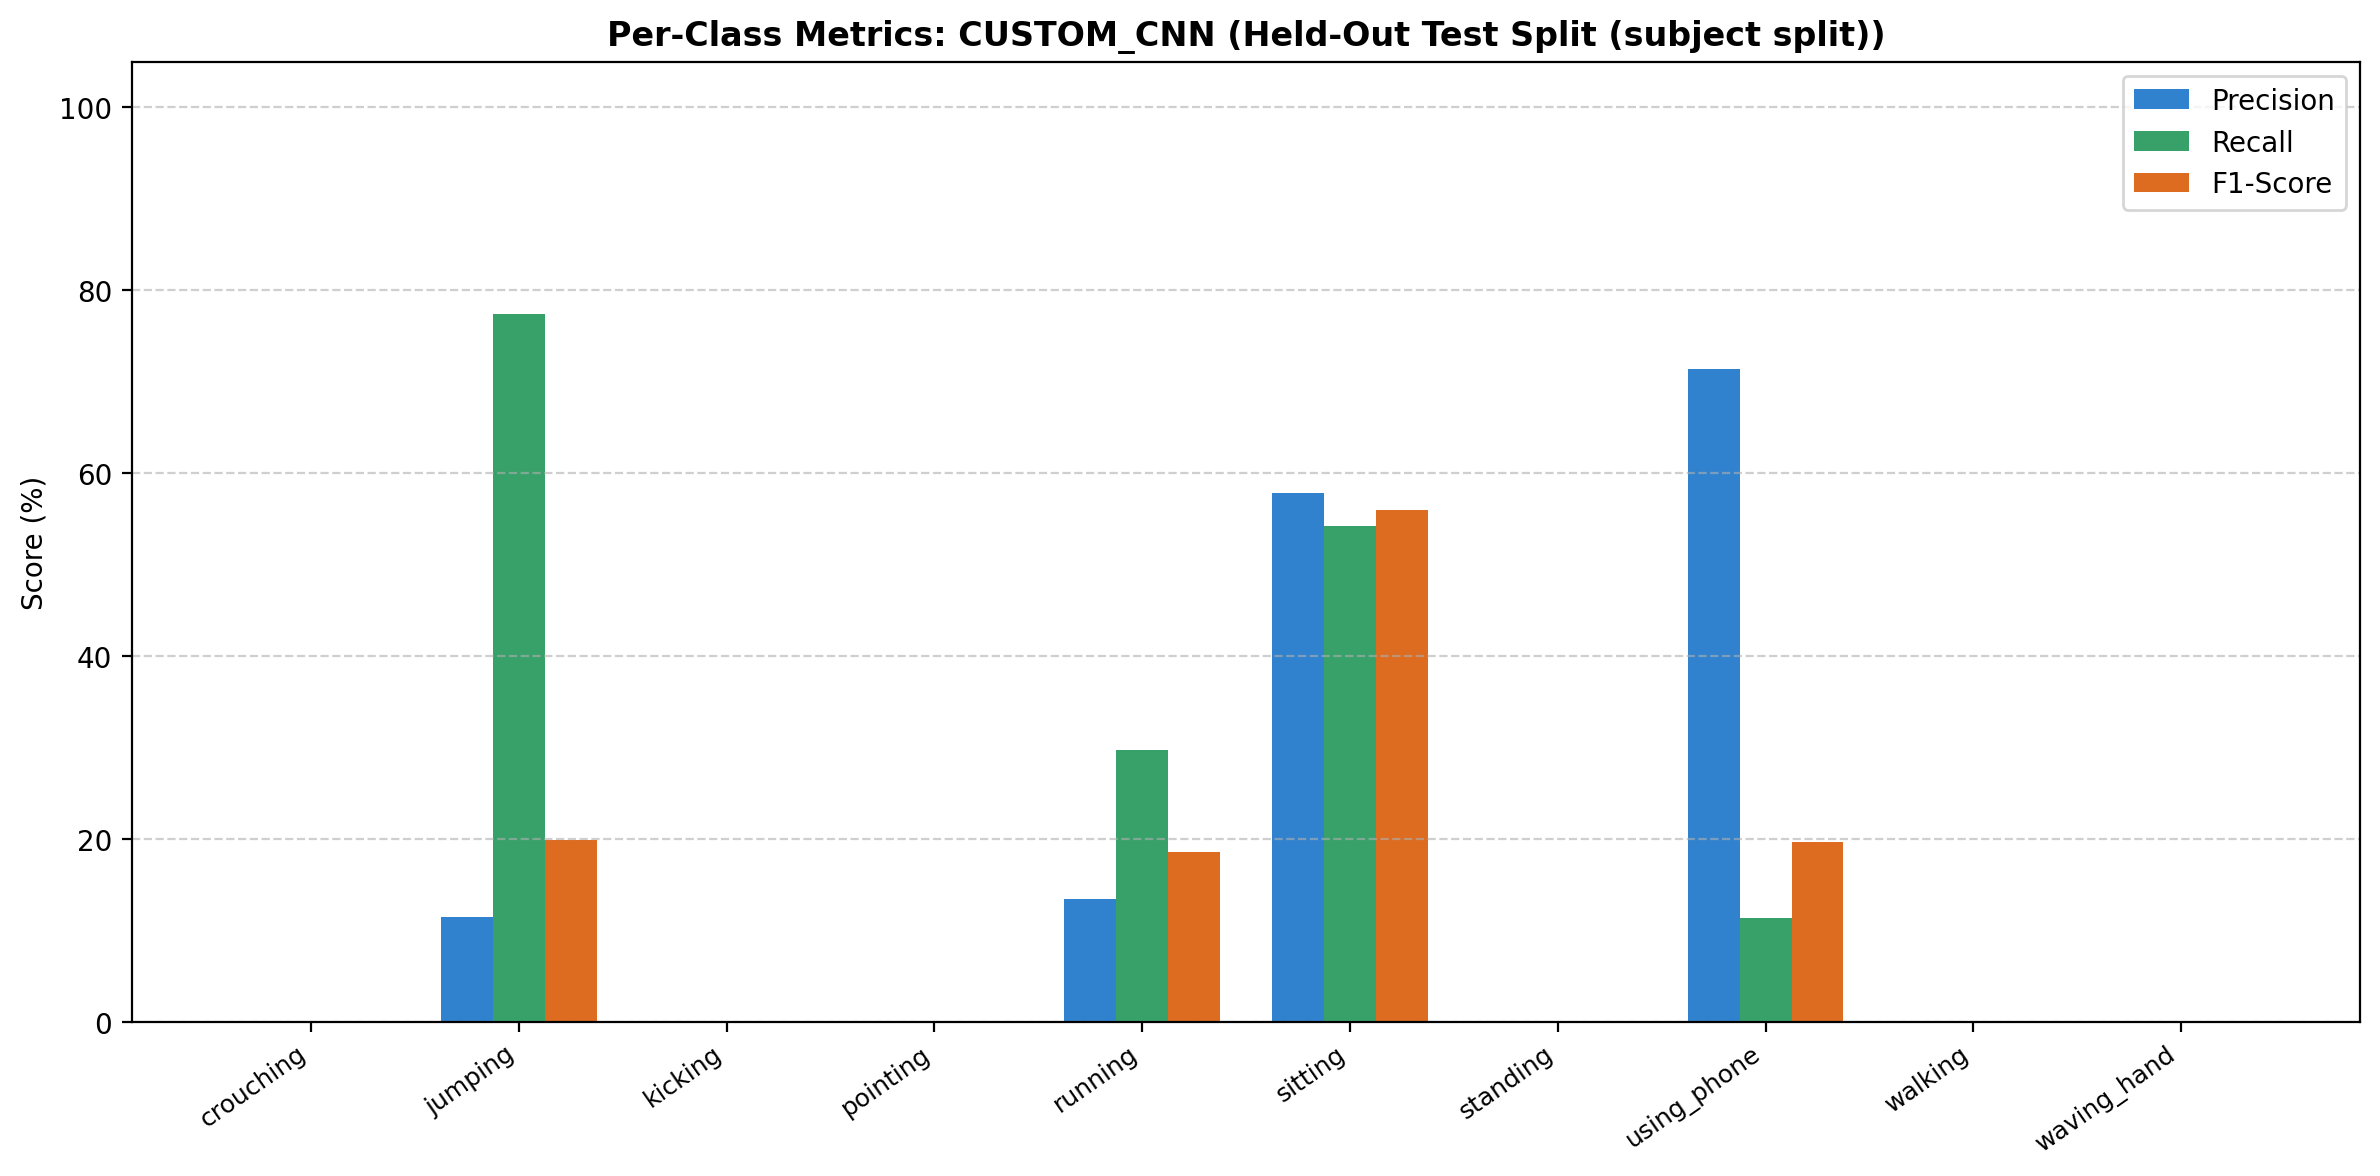 Per-Class Metrics: CUSTOM_CNN (Held-Out Test Split (subject split))
Precision
Recall
F1-Score
Score (%)
100
80
60
40
20
0
crouching
jumping
kicking
pointing
running
sitting
standing
using_phone
walking
waving_hand